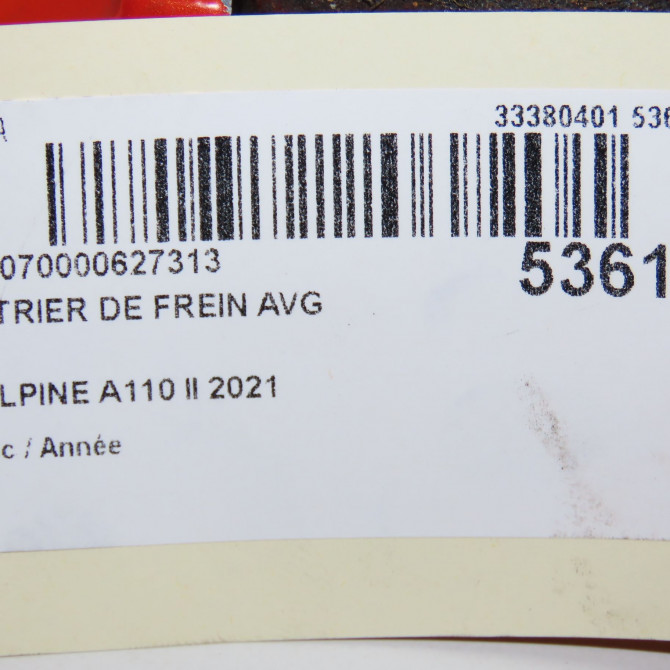 A 33380401 536
070000627313 5361
TRIER DE FREIN AVG
LPINE A110 II 2021
c / Année